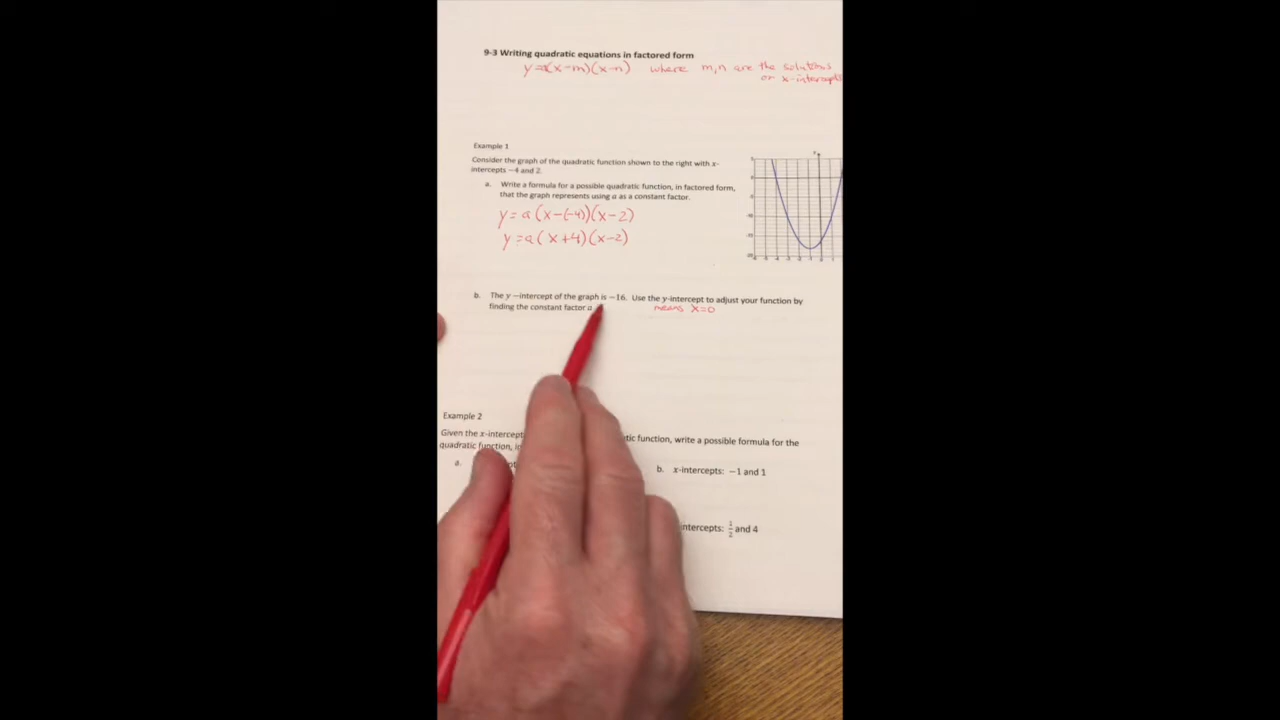 9-3 Writing quadratic equations in factored form
y=a(x-m)(x-n) where m,n are the solutions
or x-intercepts
Example 1
Consider the graph of the quadratic function shown to the right with x-
intercepts −4 and 2.
a. Write a formula for a possible quadratic function, in factored form,
that the graph represents using a as a constant factor.
y=a(x-(-4))(x-2)
y=a(x+4)(x-2)
b. The y −intercept of the graph is −16. Use the y-intercept to adjust your function by
finding the constant factor a
means x=0
Example 2
Given the x-intercept tic function, write a possible formula for the
quadratic function, in
a.
b. x-intercepts: −1 and 1
intercepts: 1/2 and 4